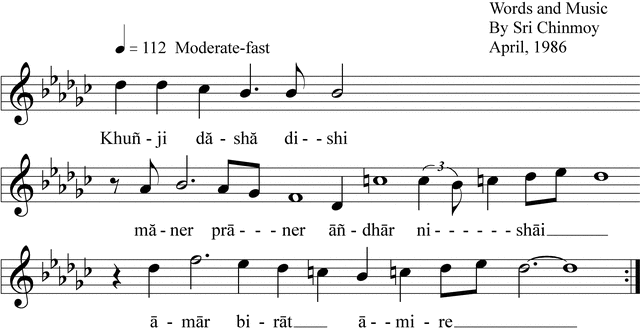 Words and Music
By Sri Chinmoy
April, 1986
= 112 Moderate-fast
Khuñ - ji dă - shă di - - shi
3
mă - ner prā - - - ner āñ - dhār ni - - - - - - shāi
ā - mār bi - rāt ā - - mi - re